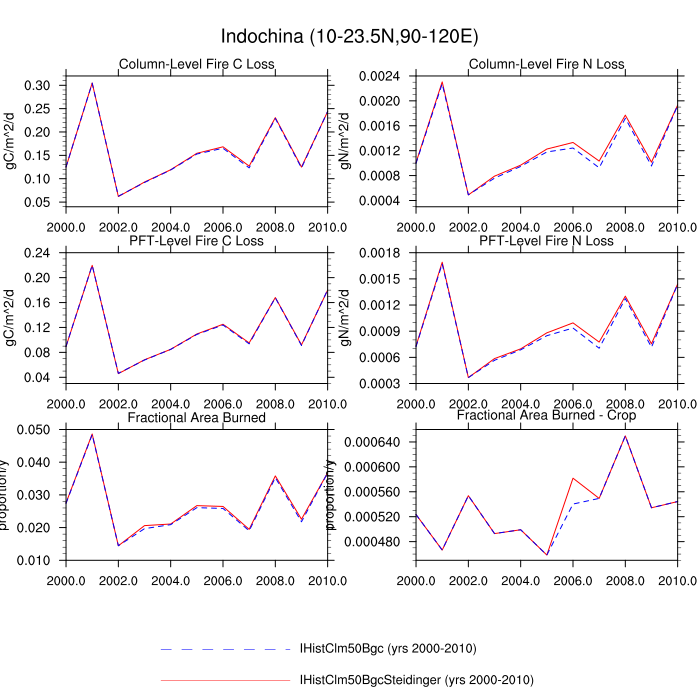 Indochina (10-23.5N,90-120E)
Column-Level Fire C Loss
gC/m^2/d
0.30
0.25
0.20
0.15
0.10
0.05
2000.0 2002.0 2004.0 2006.0 2008.0 2010.0
Column-Level Fire N Loss
gN/m^2/d
0.0024
0.0020
0.0016
0.0012
0.0008
0.0004
2000.0 2002.0 2004.0 2006.0 2008.0 2010.0
PFT-Level Fire C Loss
gC/m^2/d
0.24
0.20
0.16
0.12
0.08
0.04
2000.0 2002.0 2004.0 2006.0 2008.0 2010.0
PFT-Level Fire N Loss
gN/m^2/d
0.0018
0.0015
0.0012
0.0009
0.0006
0.0003
2000.0 2002.0 2004.0 2006.0 2008.0 2010.0
Fractional Area Burned
proportion/y
0.050
0.040
0.030
0.020
0.010
2000.0 2002.0 2004.0 2006.0 2008.0 2010.0
Fractional Area Burned - Crop
proportion/y
0.000640
0.000600
0.000560
0.000520
0.000480
2000.0 2002.0 2004.0 2006.0 2008.0 2010.0
IHistClm50Bgc (yrs 2000-2010)
IHistClm50BgcSteidinger (yrs 2000-2010)